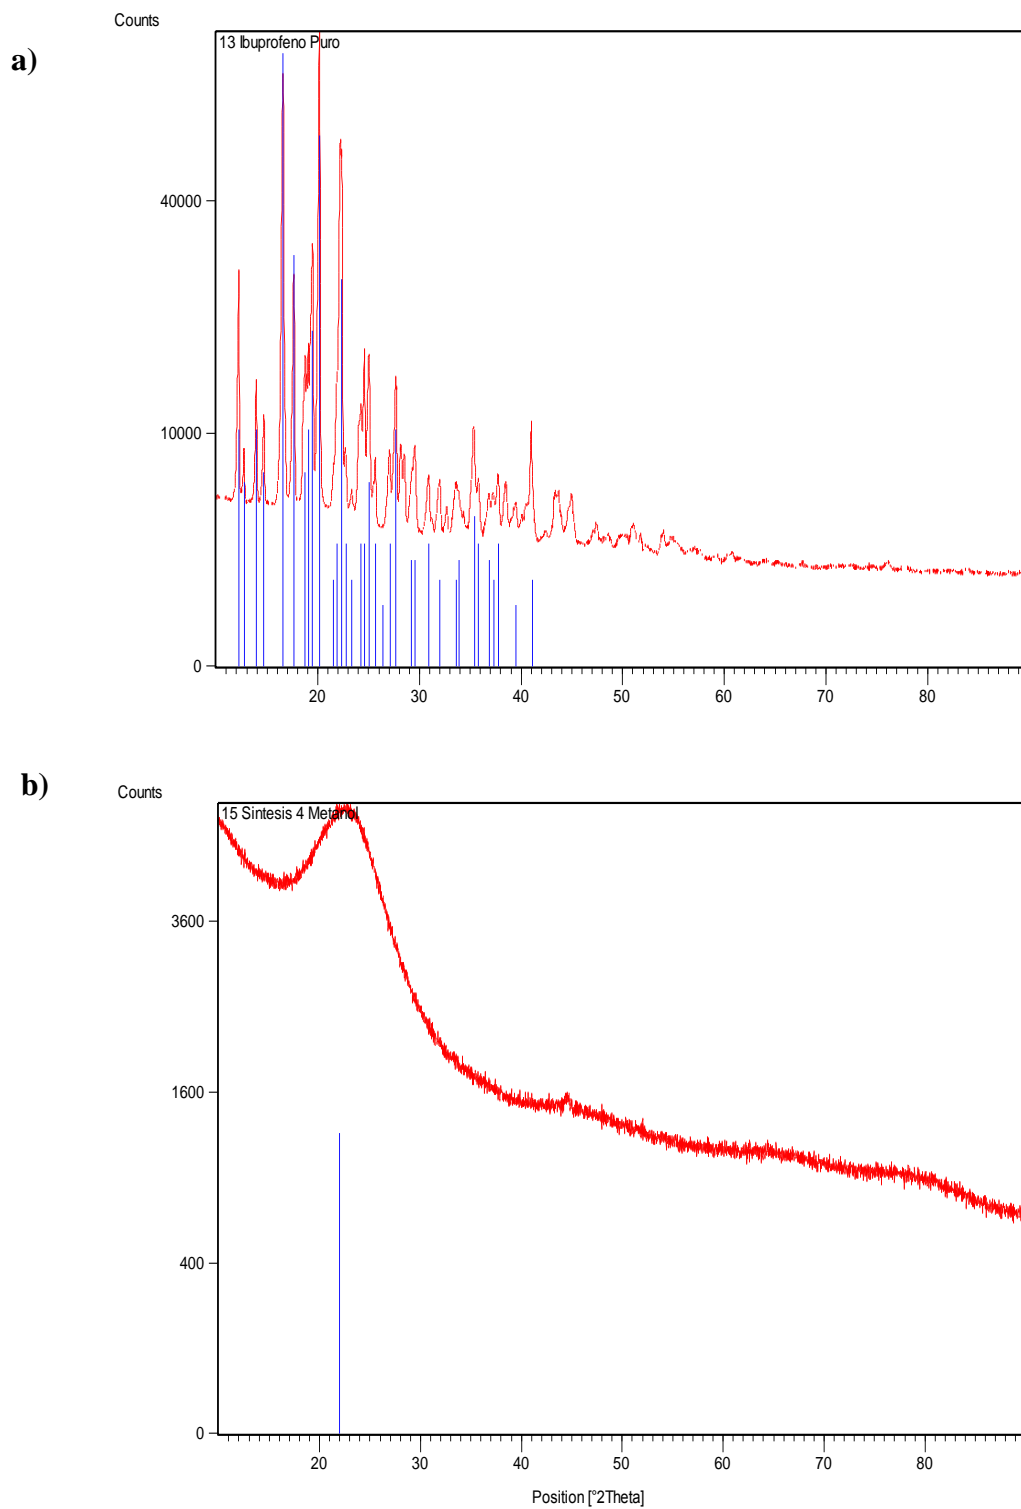 Counts
a)
13 Ibuprofeno Puro
40000
10000
0
20 30 40 50 60 70 80
b)
Counts
15 Sintesis 4 Metanol
3600
1600
400
0
20 30 40 50 60 70 80
Position [°2Theta]